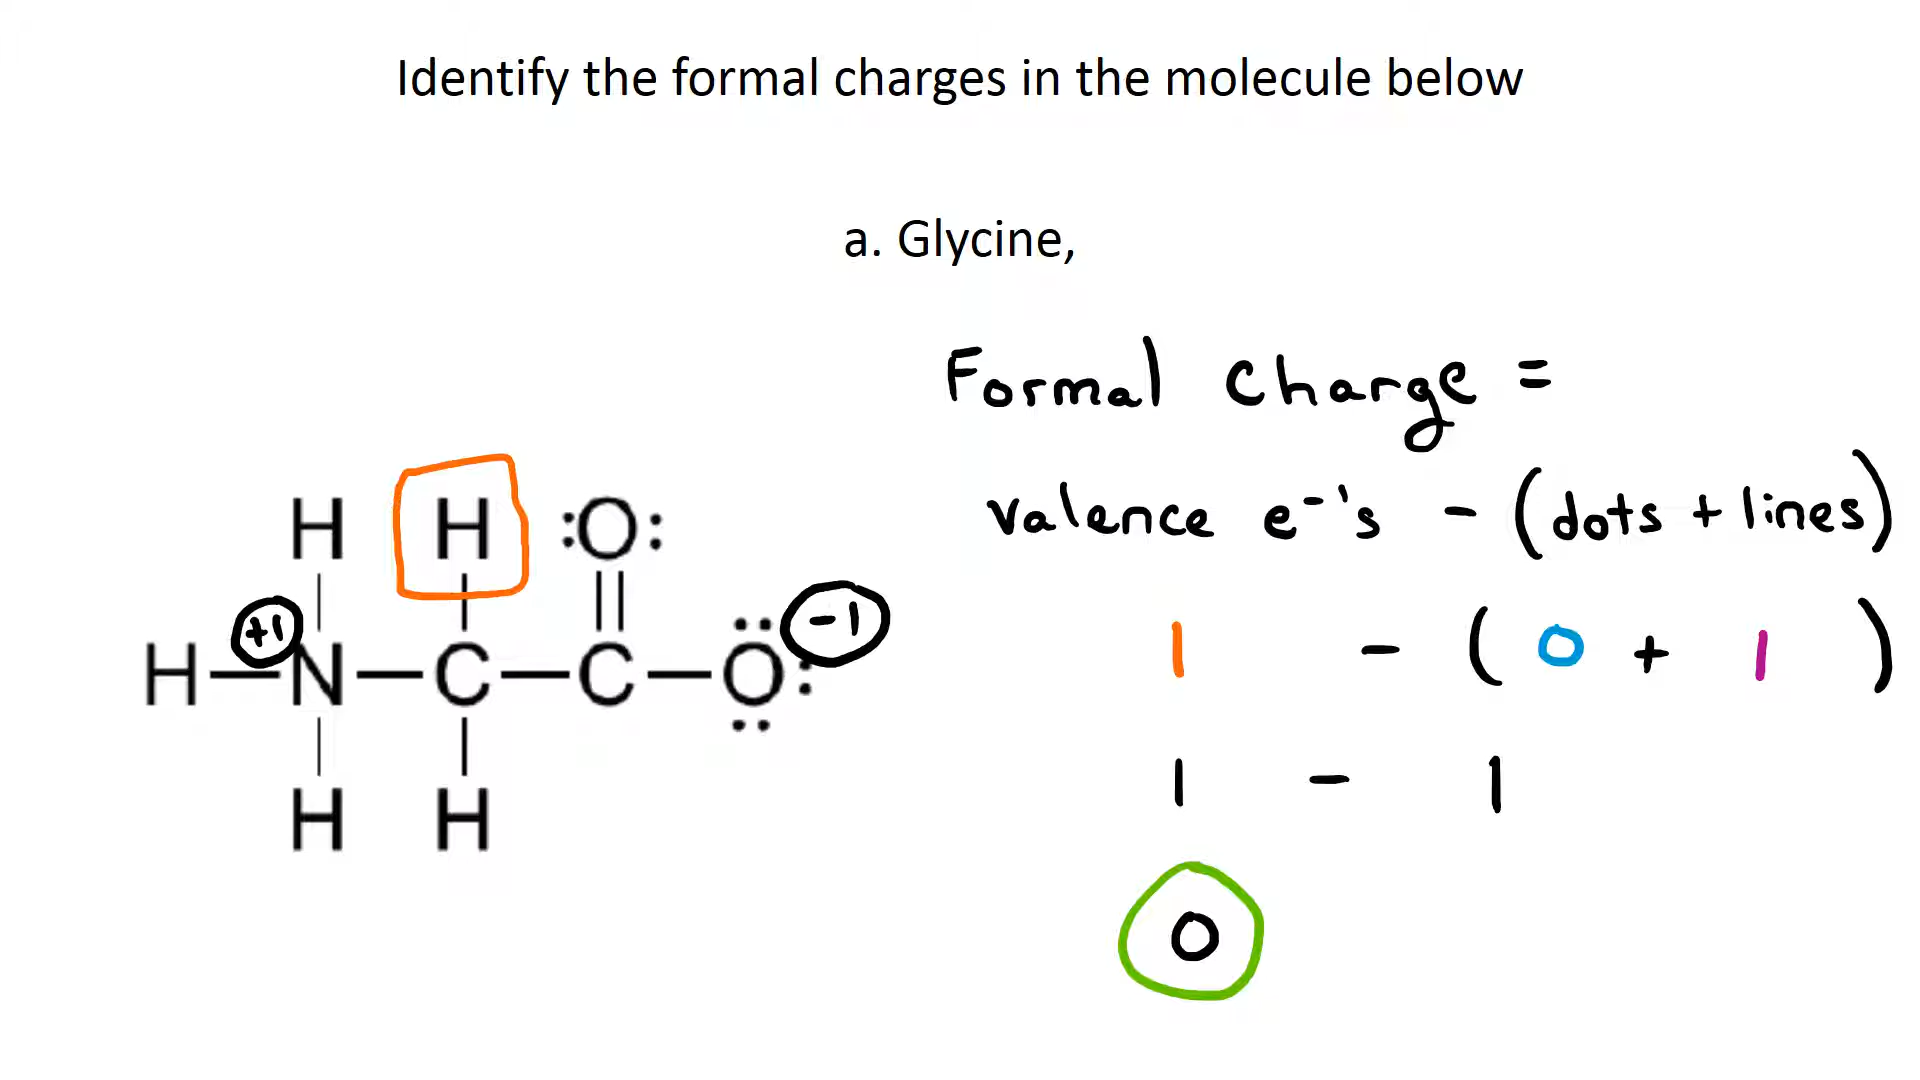 Identify the formal charges in the molecule below
a. Glycine,
Formal charge =
valence e⁻'s - (dots + lines)
1 - (0 + 1)
1 - 1
0
H H :O:
+1 -1
H N C C O:
H H